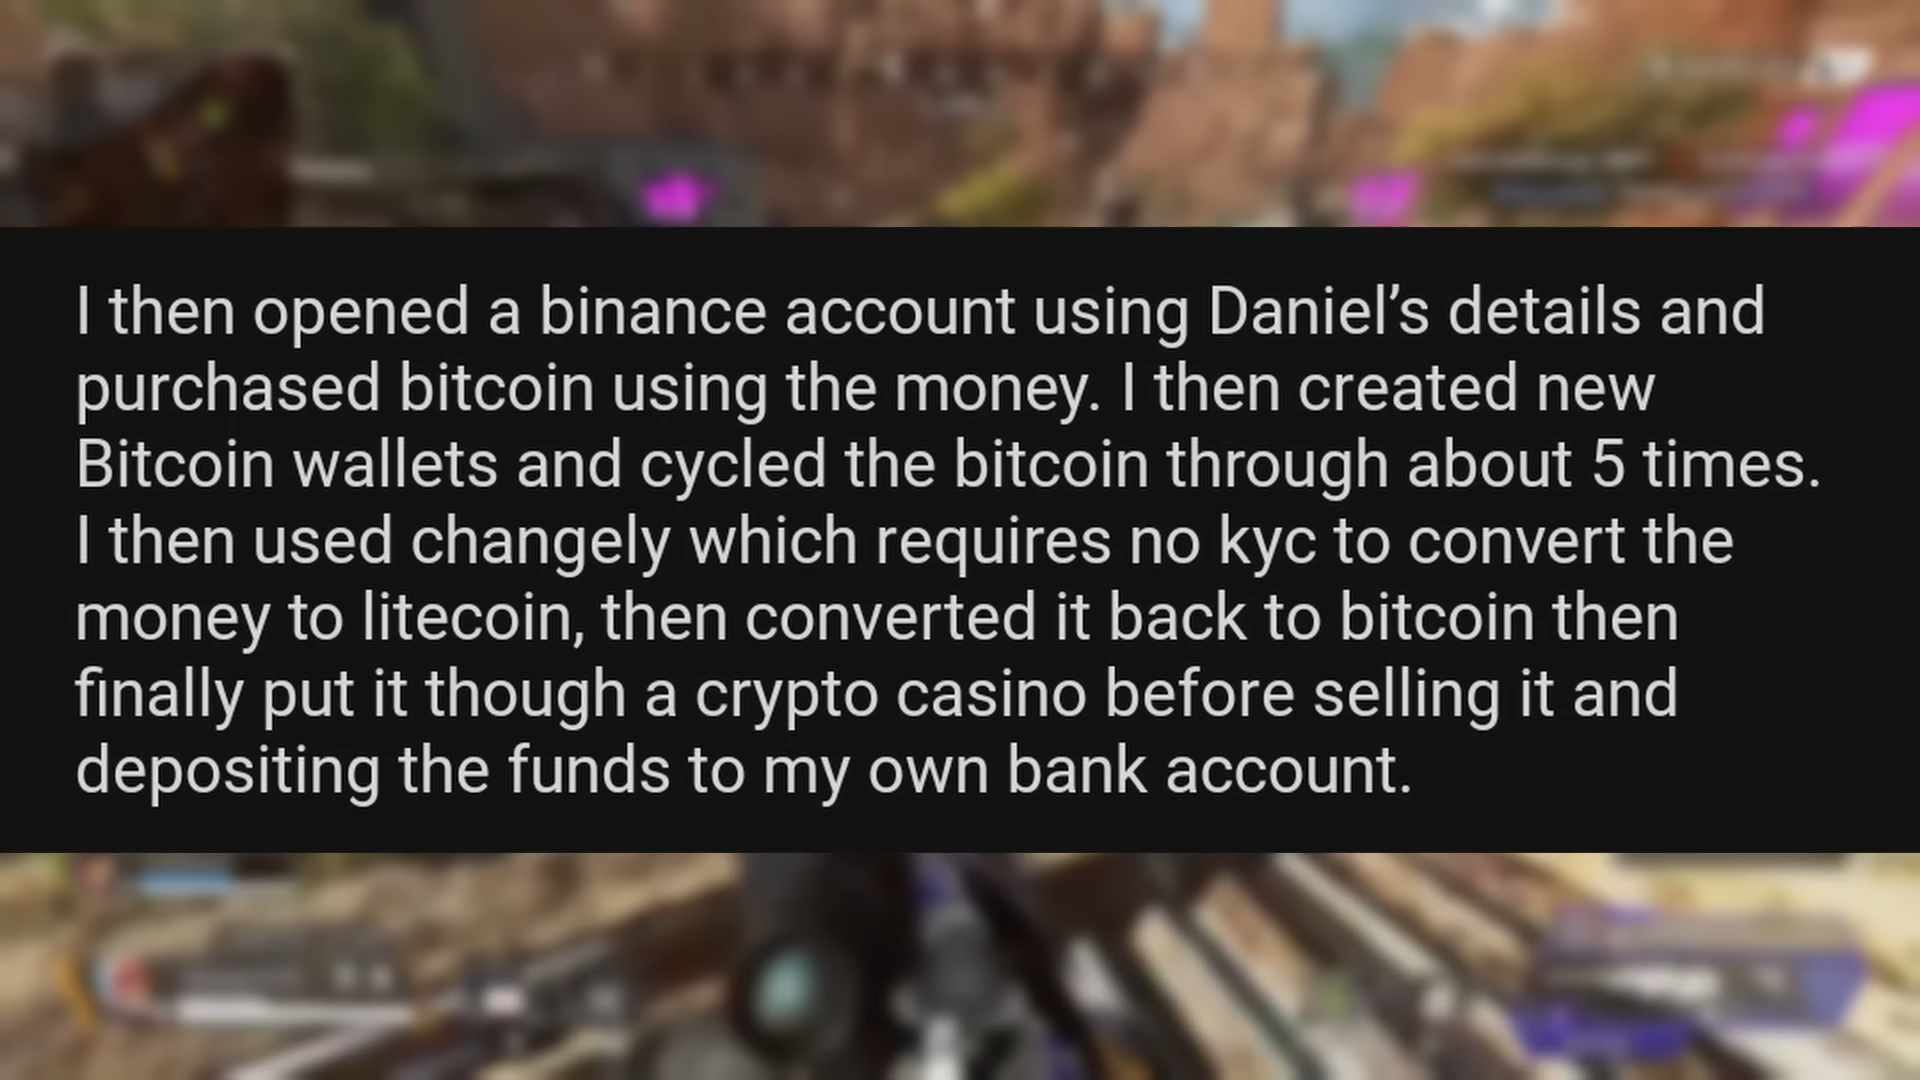 I then opened a binance account using Daniel’s details and
purchased bitcoin using the money. I then created new
Bitcoin wallets and cycled the bitcoin through about 5 times.
I then used changely which requires no kyc to convert the
money to litecoin, then converted it back to bitcoin then
finally put it though a crypto casino before selling it and
depositing the funds to my own bank account.